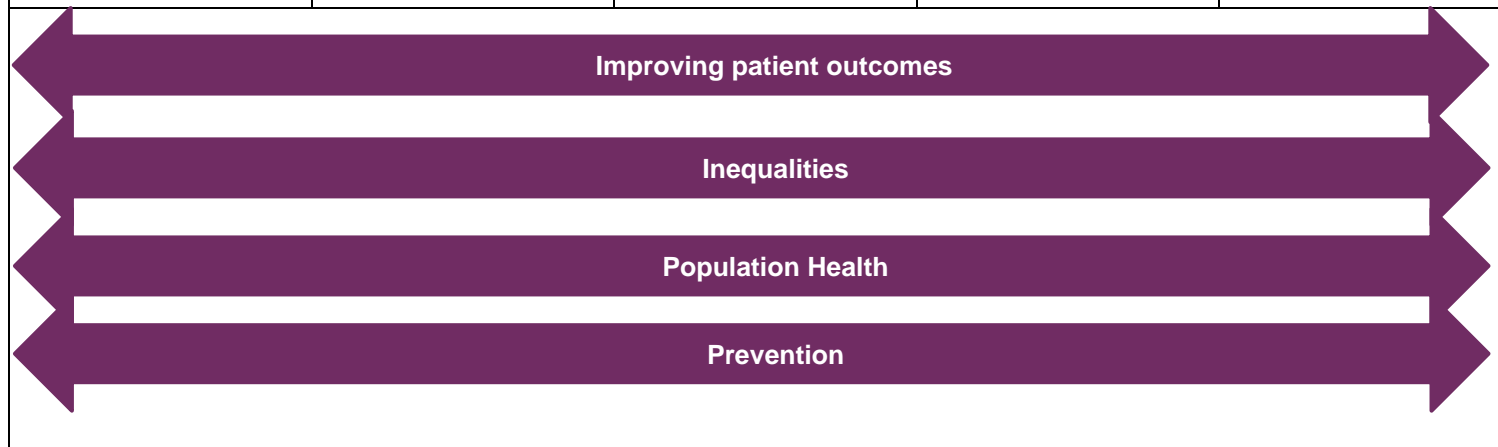 Improving patient outcomes
Inequalities
Population Health
Prevention